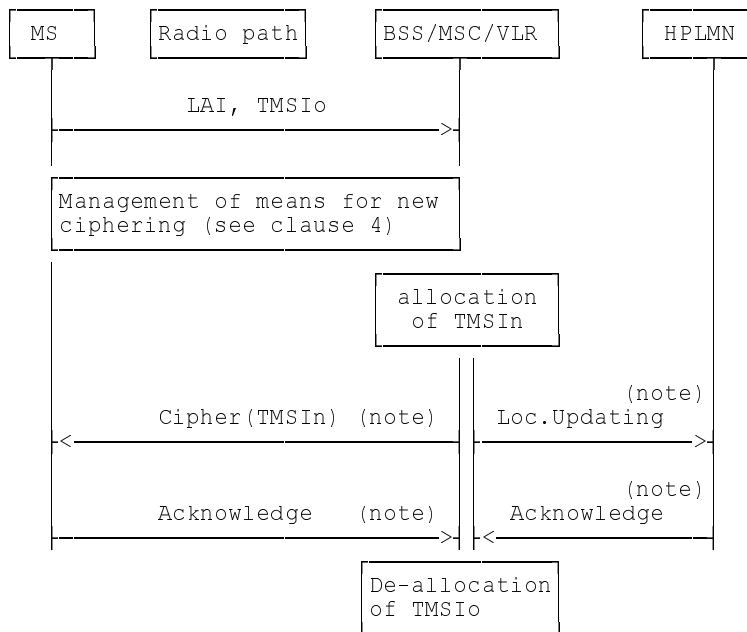 MS
Radio path
BSS/MSC/VLR
HPLMN
LAI, TMSIo
Management of means for new
ciphering (see clause 4)
allocation
of TMSIn
(note)
Cipher(TMSIn) (note)
Loc.Updating
(note)
Acknowledge (note)
Acknowledge
De-allocation
of TMSIo